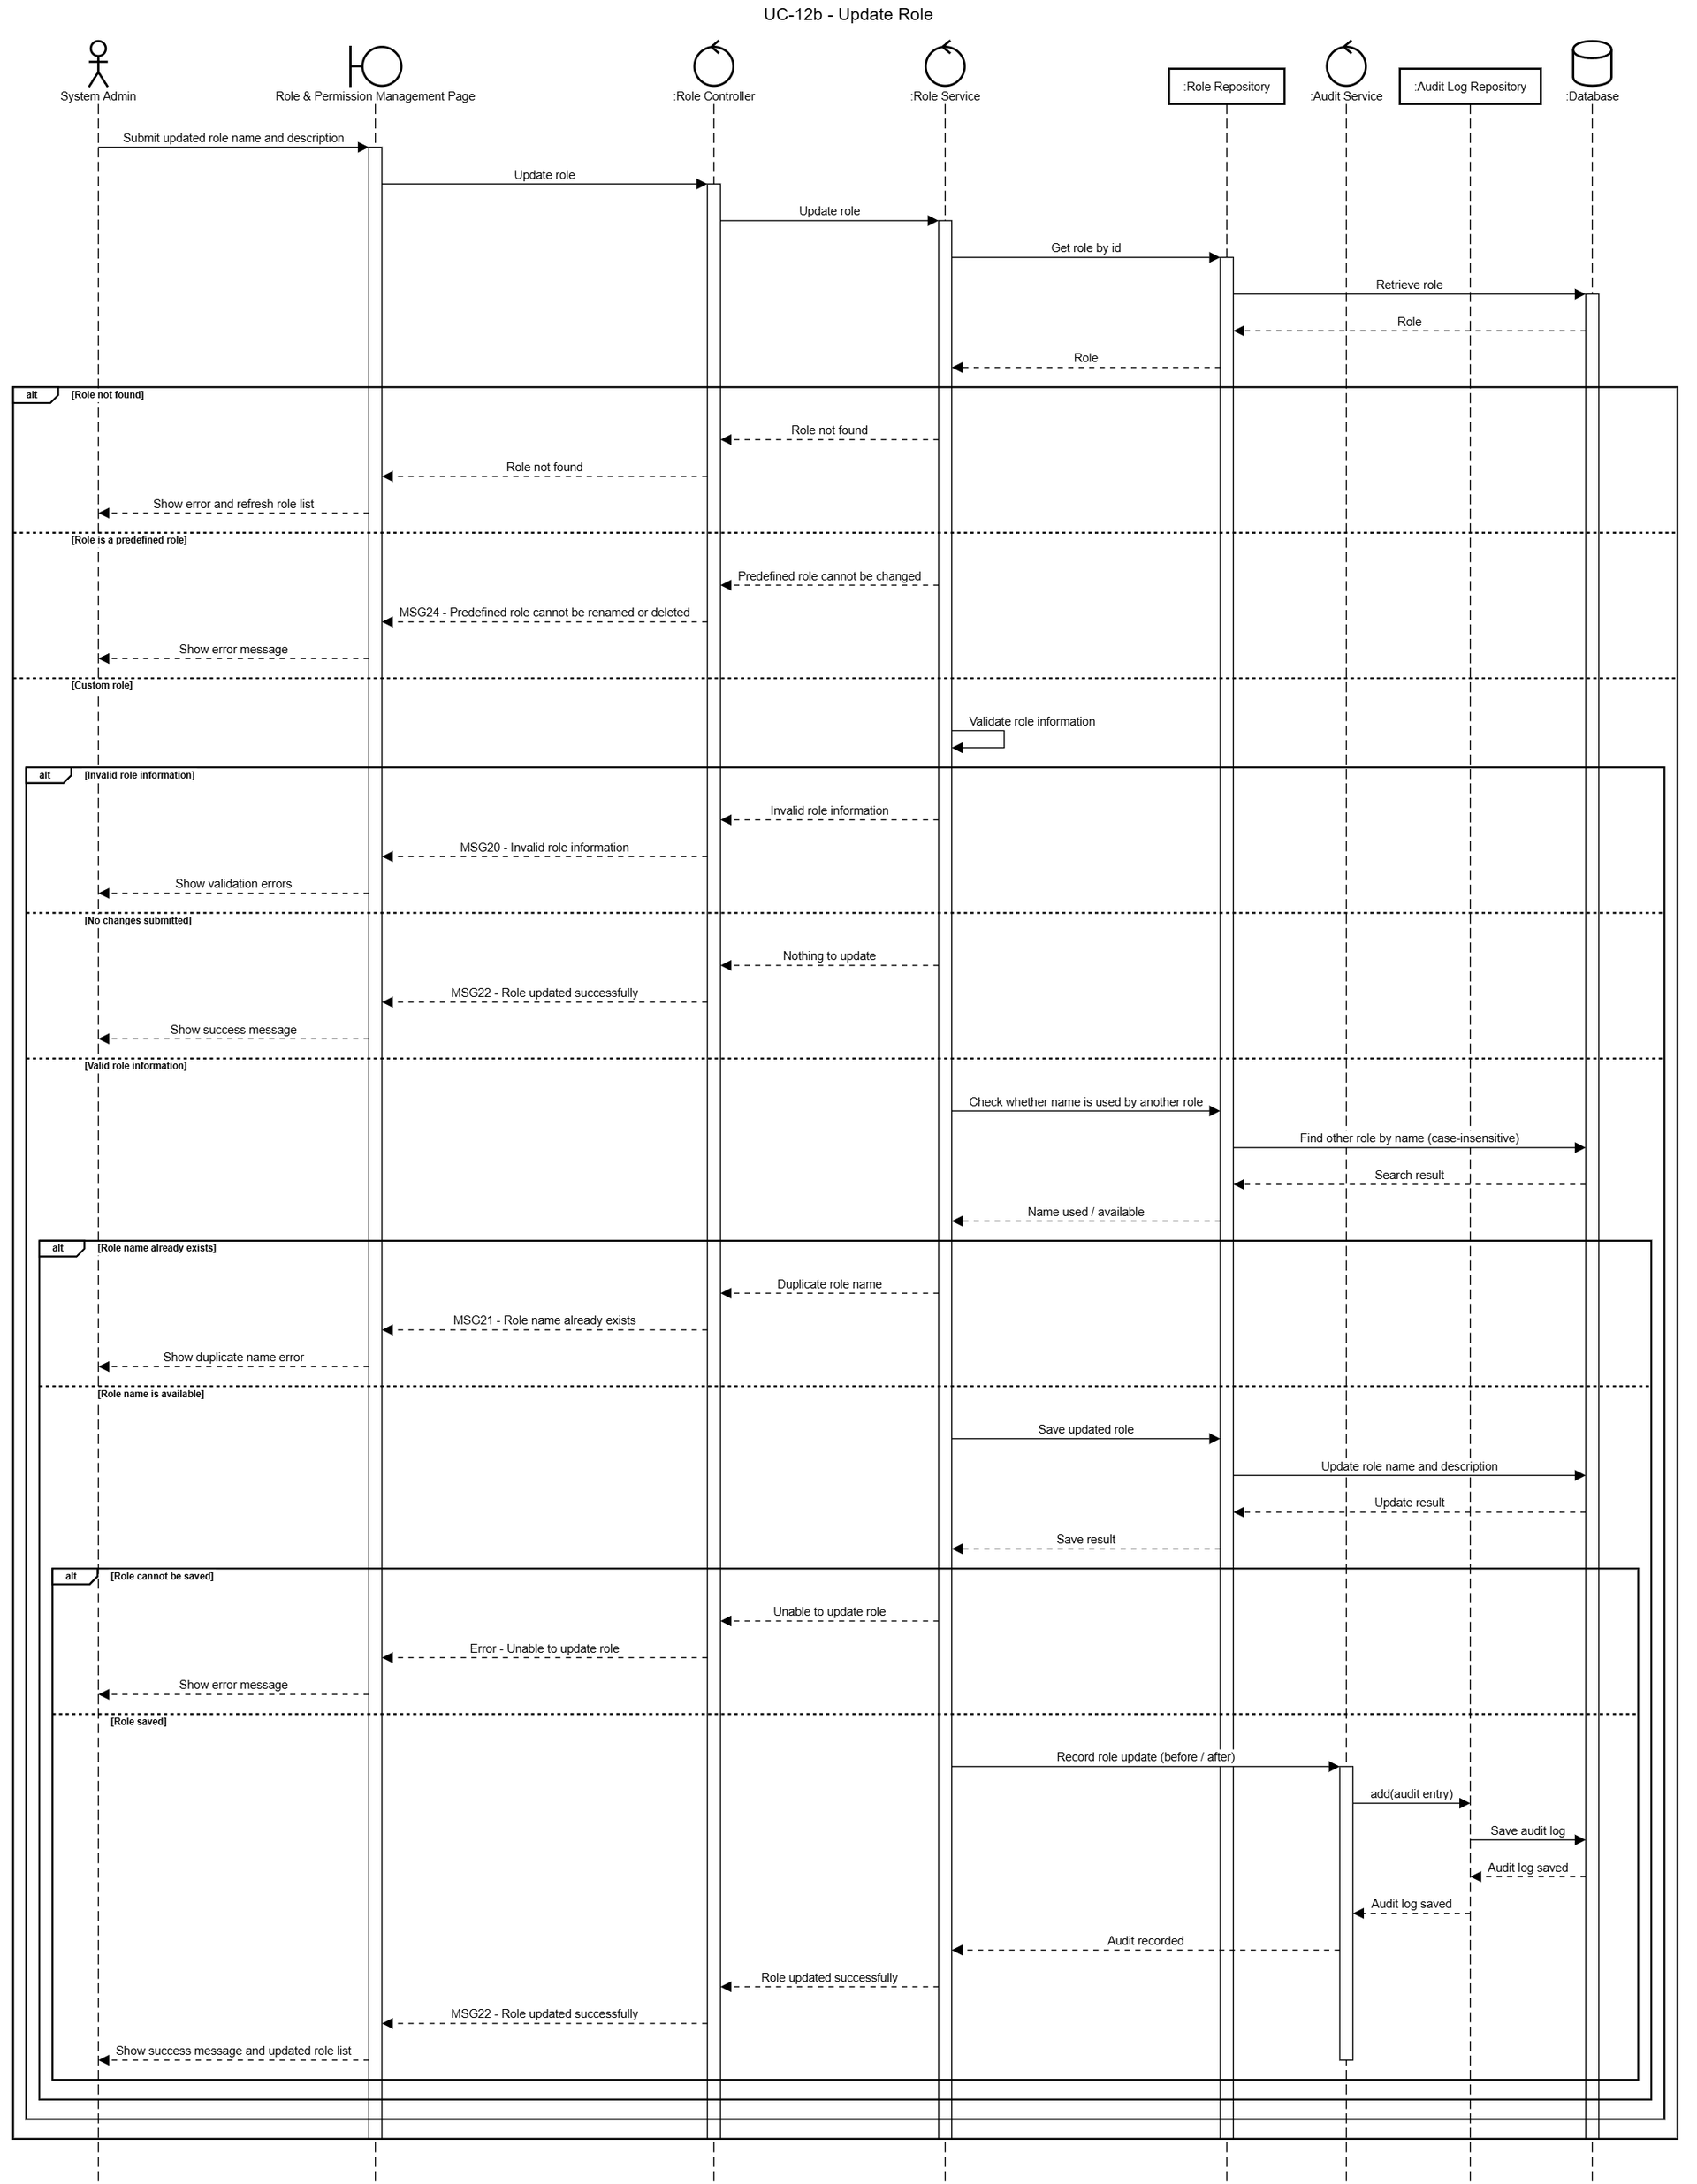 UC-12b - Update Role
System Admin
Role & Permission Management Page
:Role Controller
:Role Service
:Role Repository
:Audit Service
:Audit Log Repository
:Database
Submit updated role name and description
Update role
Update role
Get role by id
Retrieve role
Role
Role
alt
[Role not found]
Role not found
Role not found
Show error and refresh role list
[Role is a predefined role]
Predefined role cannot be changed
MSG24 - Predefined role cannot be renamed or deleted
Show error message
[Custom role]
Validate role information
alt
[Invalid role information]
Invalid role information
MSG20 - Invalid role information
Show validation errors
[No changes submitted]
Nothing to update
MSG22 - Role updated successfully
Show success message
[Valid role information]
Check whether name is used by another role
Find other role by name (case-insensitive)
Search result
Name used / available
alt
[Role name already exists]
Duplicate role name
MSG21 - Role name already exists
Show duplicate name error
[Role name is available]
Save updated role
Update role name and description
Update result
Save result
alt
[Role cannot be saved]
Unable to update role
Error - Unable to update role
Show error message
[Role saved]
Record role update (before / after)
add(audit entry)
Save audit log
Audit log saved
Audit log saved
Audit recorded
Role updated successfully
MSG22 - Role updated successfully
Show success message and updated role list